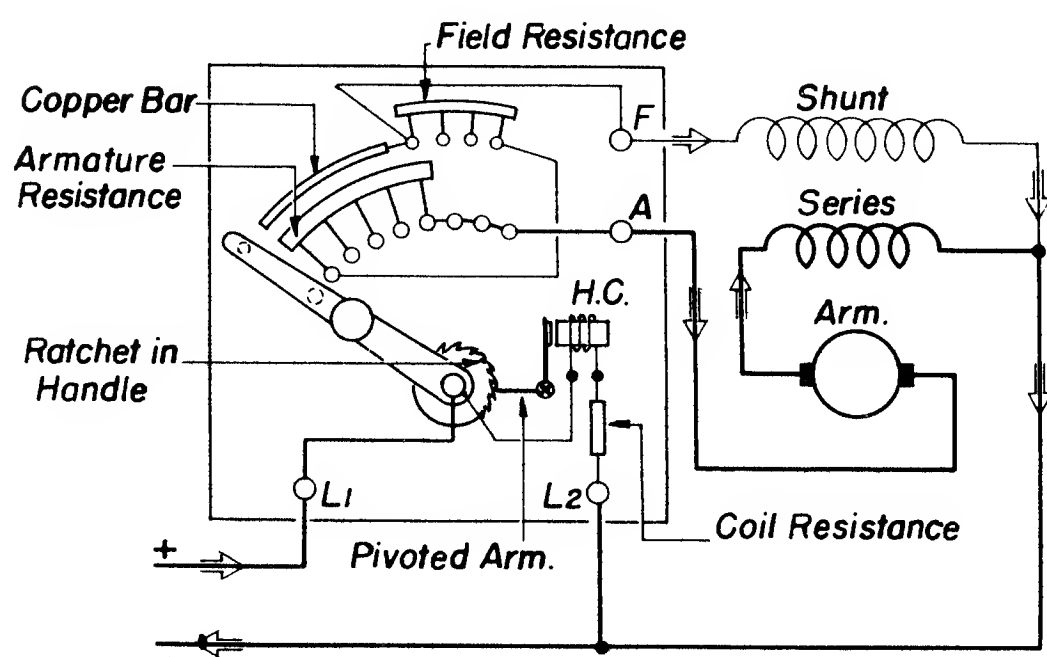 Field Resistance
Copper Bar
Shunt
F
Armature
Resistance
A
Series
H.C.
Arm.
Ratchet in
Handle
L1
L2
Coil Resistance
+
Pivoted Arm.